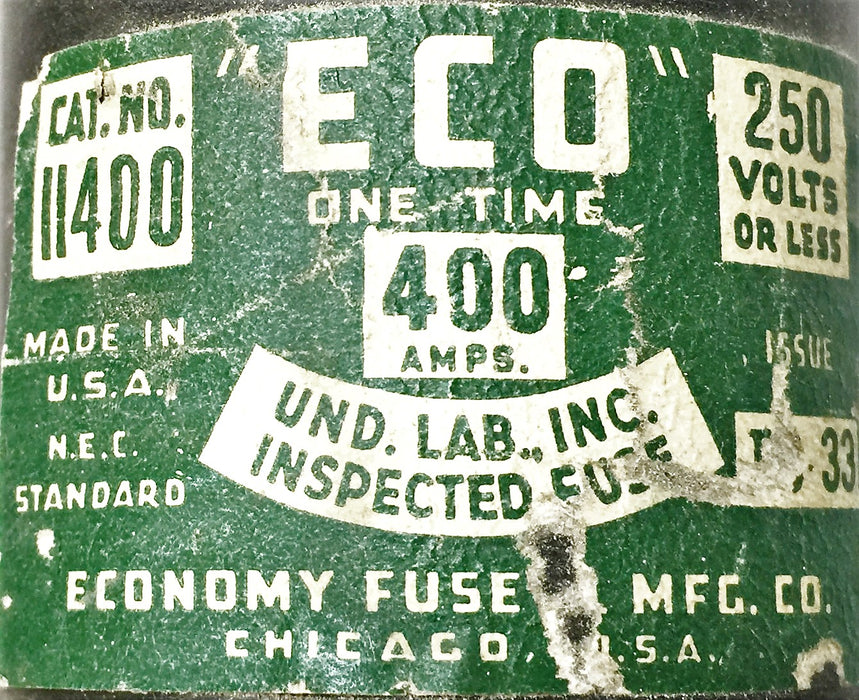 "ECO"
ONE TIME
CAT. NO.
11400
250
VOLTS
OR LESS
400
AMPS.
MADE IN
U.S.A.
N.E.C.
STANDARD
UND. LAB., INC.
INSPECTED FUSE
ISSUE
33
ECONOMY FUSE MFG. CO.
CHICAGO, U.S.A.